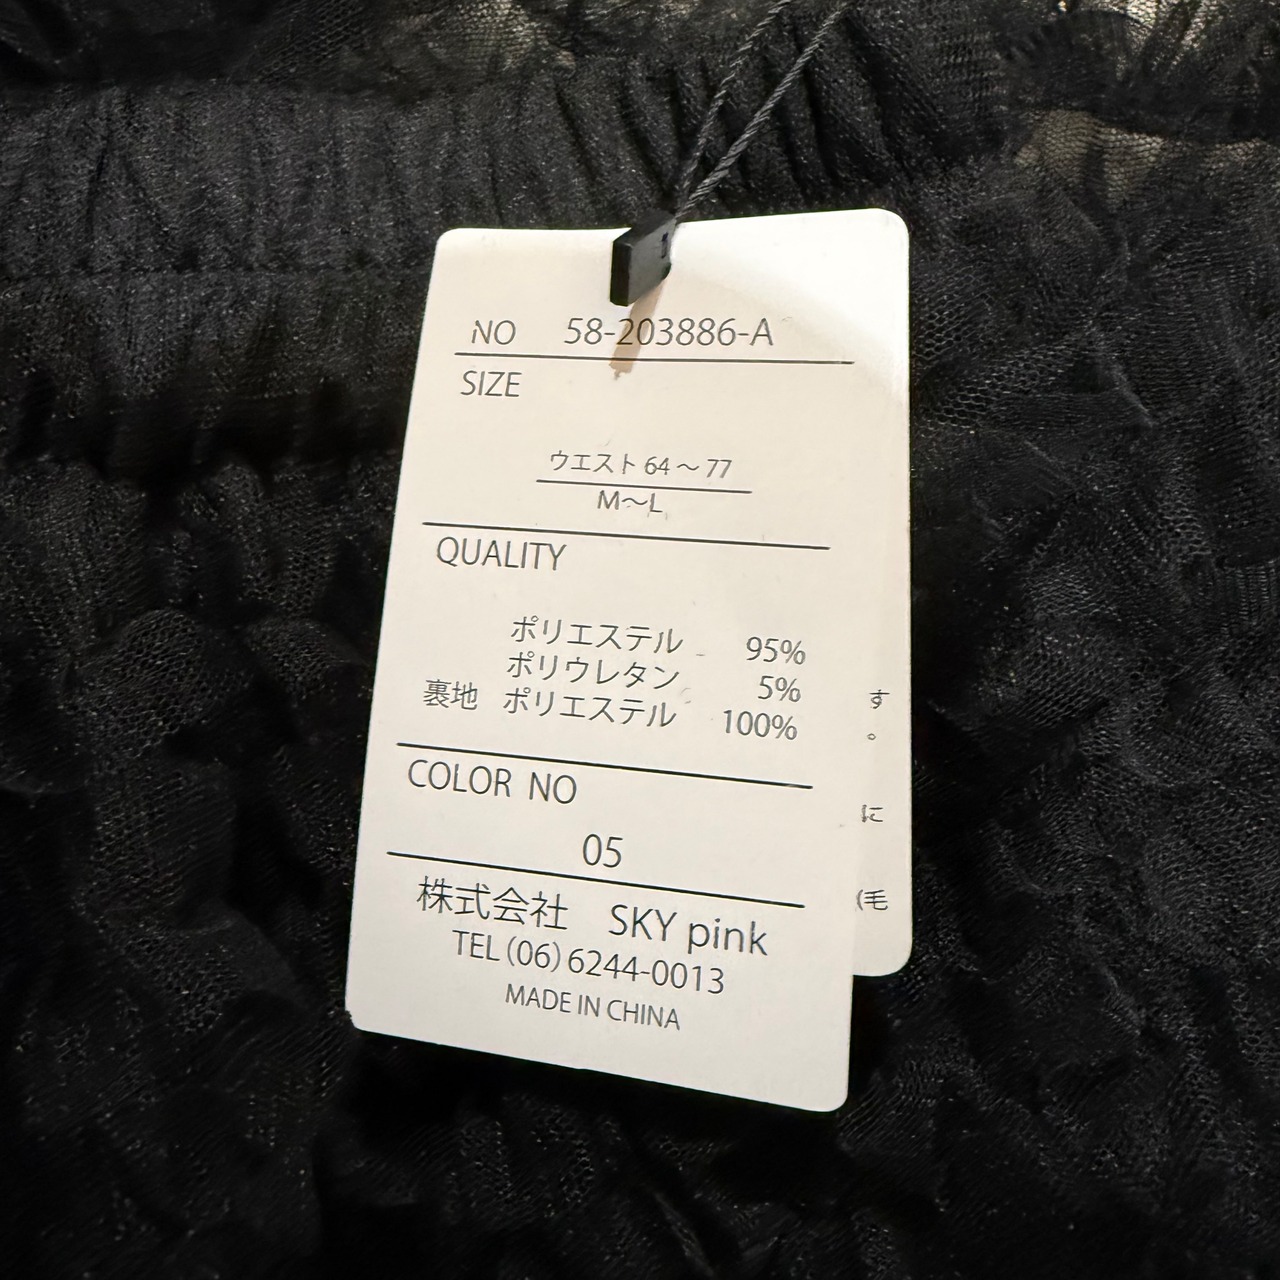 NO 58-203886-A
SIZE
ウエスト 64 ～ 77
M～L
QUALITY
ポリエステル 95%
ポリウレタン 5%
裏地 ポリエステル 100%
COLOR NO
05
株式会社 SKY pink
TEL (06) 6244-0013
MADE IN CHINA
す
。
に
(毛